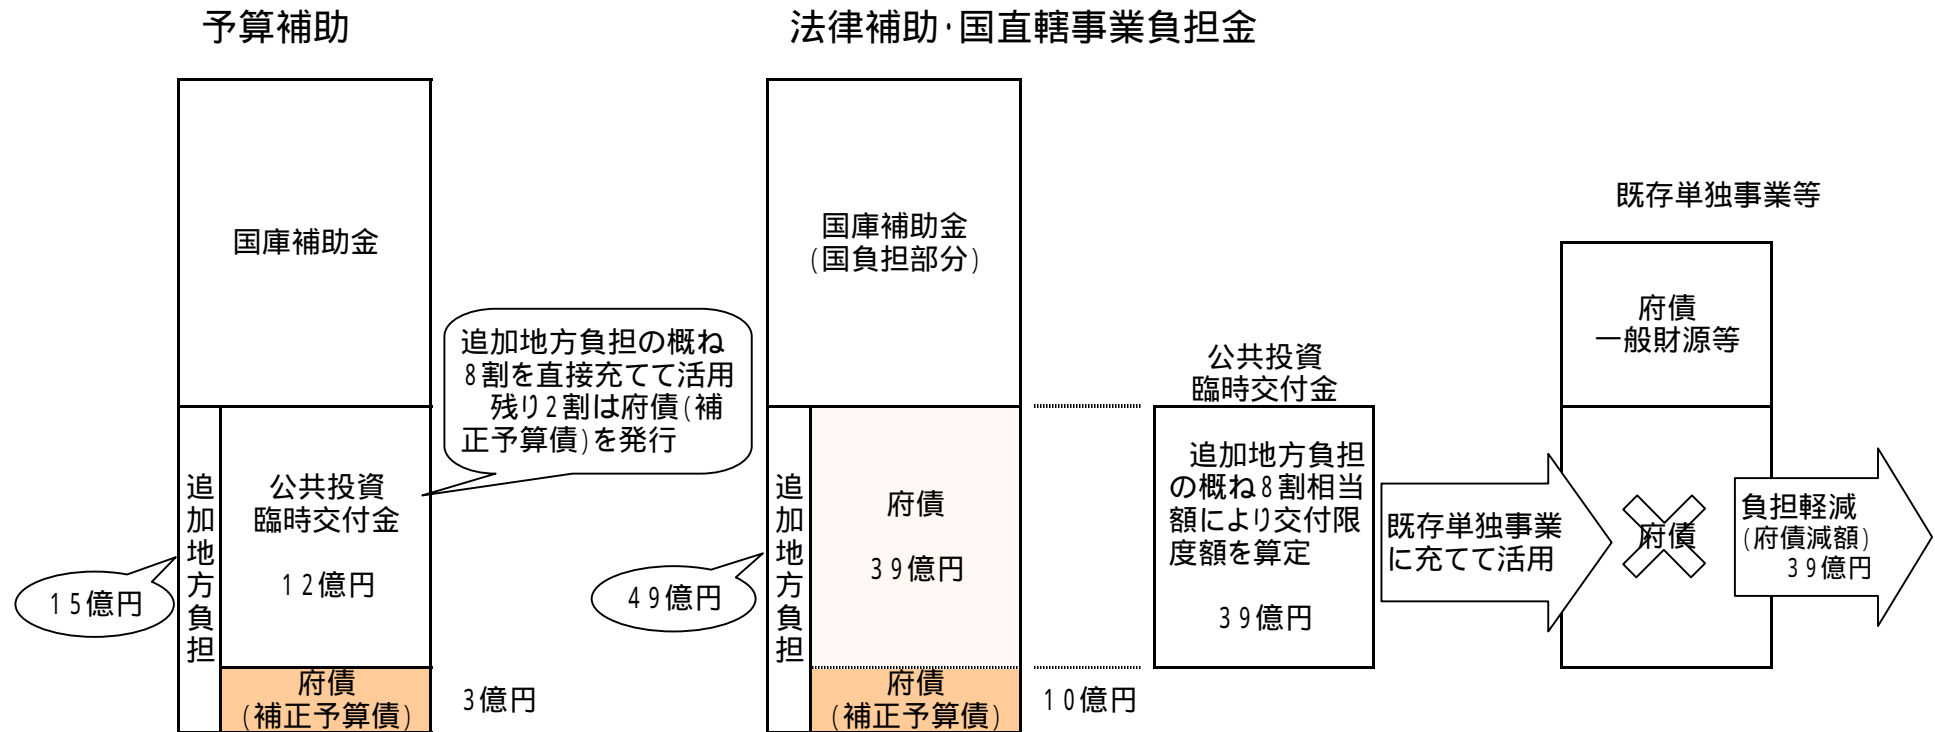 予算補助
国庫補助金
追加地方負担の概ね
8割を直接充てて活用
残り2割は府債(補
正予算債)を発行
追加地方負担
公共投資
臨時交付金
12億円
15億円
府債
(補正予算債)
3億円
法律補助・国直轄事業負担金
国庫補助金
(国負担部分)
追加地方負担
府債
39億円
49億円
府債
(補正予算債)
10億円
公共投資
臨時交付金
追加地方負担
の概ね8割相当
額により交付限
度額を算定
39億円
既存単独事業
に充てて活用
既存単独事業等
府債
一般財源等
府債
負担軽減
(府債減額)
39億円